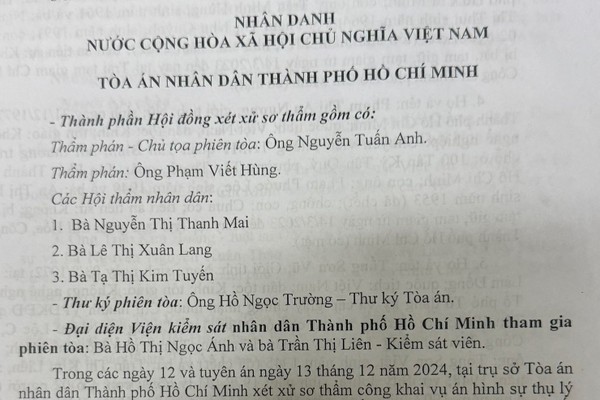 NHÂN DANH
NƯỚC CỘNG HÒA XÃ HỘI CHỦ NGHĨA VIỆT NAM
TÒA ÁN NHÂN DÂN THÀNH PHỐ HỒ CHÍ MINH
- Thành phần Hội đồng xét xử sơ thẩm gồm có:
Thẩm phán - Chủ tọa phiên tòa: Ông Nguyễn Tuấn Anh.
Thẩm phán: Ông Phạm Viết Hùng.
Các Hội thẩm nhân dân:
1. Bà Nguyễn Thị Thanh Mai
2. Bà Lê Thị Xuân Lang
3. Bà Tạ Thị Kim Tuyến
- Thư ký phiên tòa: Ông Hồ Ngọc Trường – Thư ký Tòa án.
- Đại diện Viện kiểm sát nhân dân Thành phố Hồ Chí Minh tham gia
phiên tòa: Bà Hồ Thị Ngọc Ánh và bà Trần Thị Liên - Kiểm sát viên.
Trong các ngày 12 và tuyên án ngày 13 tháng 12 năm 2024, tại trụ sở Tòa án
nhân dân Thành phố Hồ Chí Minh xét xử sơ thẩm công khai vụ án hình sự thụ lý